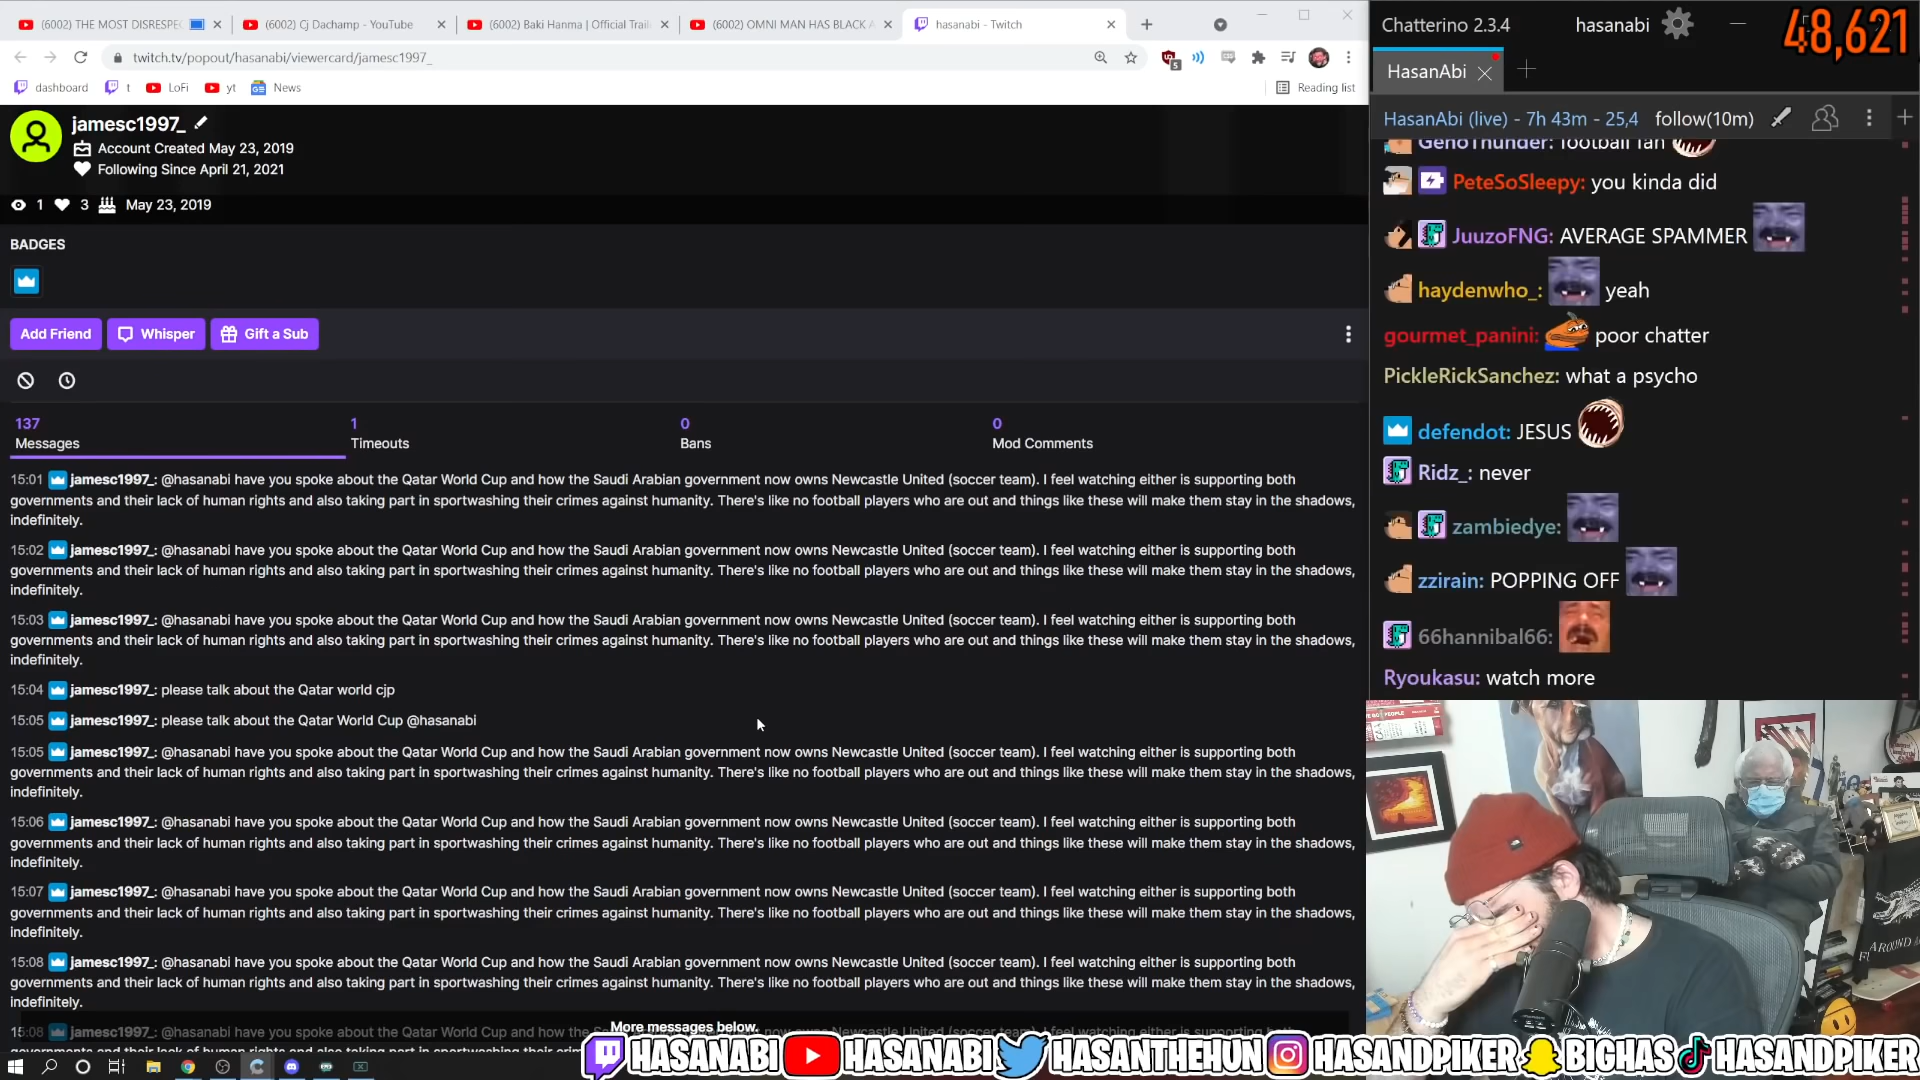 (6002) THE MOST DISRESPE
(6002) Cj Dachamp - YouTube
(6002) Baki Hanma | Official Trail
(6002) OMNI MAN HAS BLACK A
hasanabi - Twitch
twitch.tv/popout/hasanabi/viewercard/jamesc1997_
5
dashboard
t
LoFi
yt
News
Reading list
jamesc1997_
Account Created May 23, 2019
Following Since April 21, 2021
1 3 May 23, 2019
BADGES
Add Friend
Whisper
Gift a Sub
137 1 0 0
Messages Timeouts Bans Mod Comments
15:01 jamesc1997_: @hasanabi have you spoke about the Qatar World Cup and how the Saudi Arabian government now owns Newcastle United (soccer team). I feel watching either is supporting both
governments and their lack of human rights and also taking part in sportwashing their crimes against humanity. There's like no football players who are out and things like these will make them stay in the shadows,
indefinitely.
15:02 jamesc1997_: @hasanabi have you spoke about the Qatar World Cup and how the Saudi Arabian government now owns Newcastle United (soccer team). I feel watching either is supporting both
governments and their lack of human rights and also taking part in sportwashing their crimes against humanity. There's like no football players who are out and things like these will make them stay in the shadows,
indefinitely.
15:03 jamesc1997_: @hasanabi have you spoke about the Qatar World Cup and how the Saudi Arabian government now owns Newcastle United (soccer team). I feel watching either is supporting both
governments and their lack of human rights and also taking part in sportwashing their crimes against humanity. There's like no football players who are out and things like these will make them stay in the shadows,
indefinitely.
15:04 jamesc1997_: please talk about the Qatar world cjp
15:05 jamesc1997_: please talk about the Qatar World Cup @hasanabi
15:05 jamesc1997_: @hasanabi have you spoke about the Qatar World Cup and how the Saudi Arabian government now owns Newcastle United (soccer team). I feel watching either is supporting both
governments and their lack of human rights and also taking part in sportwashing their crimes against humanity. There's like no football players who are out and things like these will make them stay in the shadows,
indefinitely.
15:06 jamesc1997_: @hasanabi have you spoke about the Qatar World Cup and how the Saudi Arabian government now owns Newcastle United (soccer team). I feel watching either is supporting both
governments and their lack of human rights and also taking part in sportwashing their crimes against humanity. There's like no football players who are out and things like these will make them stay in the shadows,
indefinitely.
15:07 jamesc1997_: @hasanabi have you spoke about the Qatar World Cup and how the Saudi Arabian government now owns Newcastle United (soccer team). I feel watching either is supporting both
governments and their lack of human rights and also taking part in sportwashing their crimes against humanity. There's like no football players who are out and things like these will make them stay in the shadows,
indefinitely.
15:08 jamesc1997_: @hasanabi have you spoke about the Qatar World Cup and how the Saudi Arabian government now owns Newcastle United (soccer team). I feel watching either is supporting both
governments and their lack of human rights and also taking part in sportwashing their crimes against humanity. There's like no football players who are out and things like these will make them stay in the shadows,
indefinitely.
15:08 jamesc1997_: @hasanabi have you spoke about the Qatar World Cup and how the
More messages below.
Chatterino 2.3.4
hasanabi
48,621
HasanAbi
HasanAbi (live) - 7h 43m - 25,4
follow(10m)
GenoThunder: football fan
PeteSoSleepy: you kinda did
JuuzoFNG: AVERAGE SPAMMER
haydenwho_: yeah
gourmet_panini: poor chatter
PickleRickSanchez: what a psycho
defendot: JESUS
Ridz_: never
zambiedye:
zzirain: POPPING OFF
66hannibal66:
Ryoukasu: watch more
AROUND
HASANABI HASANABI HASANTHEHUN HASANDPIKER BIGHAS HASANDPIKER